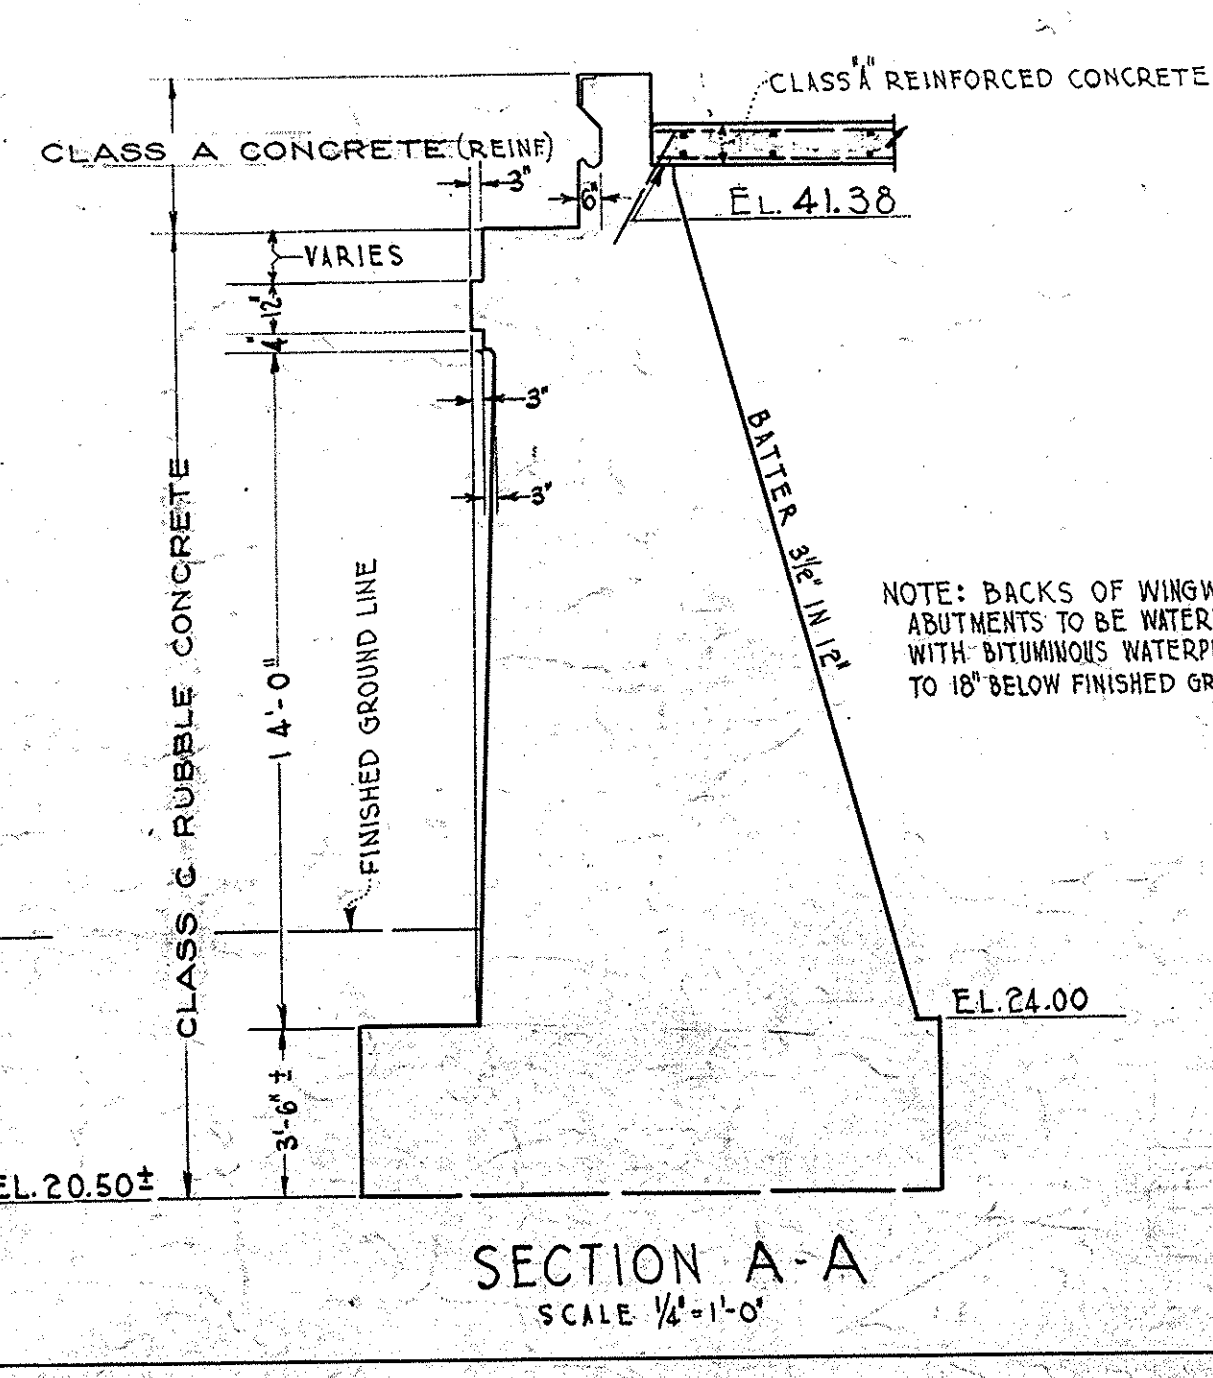 CLASS "A" REINFORCED CONCRETE
CLASS A CONCRETE (REINF)
3"
6"
EL. 41.38
VARIES
12"
4"
3"
3"
BATTER 3½" IN 12"
CLASS C RUBBLE CONCRETE
14'-0"
FINISHED GROUND LINE
NOTE: BACKS OF WINGW
ABUTMENTS TO BE WATER
WITH BITUMINOUS WATERP
TO 18" BELOW FINISHED GR
EL. 24.00
3'-6" ±
EL. 20.50±
SECTION A-A
SCALE 1/4" = 1'-0"